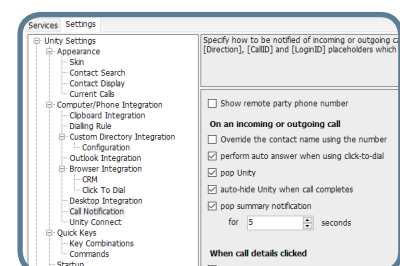 Services Settings
Unity Settings
Appearance
Skin
Contact Search
Contact Display
Current Calls
Computer/Phone Integration
Clipboard Integration
Dialling Rule
Custom Directory Integration
Configuration
Outlook Integration
Browser Integration
CRM
Click To Dial
Desktop Integration
Call Notification
Unity Connect
Quick Keys
Key Combinations
Commands
Startup
Specify how to be notified of incoming or outgoing
[Direction], [CallID] and [LoginID] placeholders which
Show remote party phone number
On an incoming or outgoing call
Override the contact name using the number
perform auto answer when using click-to-dial
pop Unity
auto-hide Unity when call completes
pop summary notification
for 5 seconds
When call details clicked